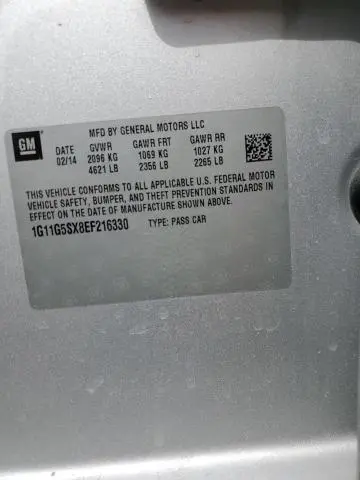 GM
MFD BY GENERAL MOTORS LLC
DATE GVWR GAWR FRT GAWR RR
02/14 2096 KG 1069 KG 1027 KG
4621 LB 2356 LB 2265 LB
THIS VEHICLE CONFORMS TO ALL APPLICABLE U.S. FEDERAL MOTOR
VEHICLE SAFETY, BUMPER, AND THEFT PREVENTION STANDARDS IN
EFFECT ON THE DATE OF MANUFACTURE SHOWN ABOVE.
1G11G5SX8EF216330 TYPE: PASS CAR